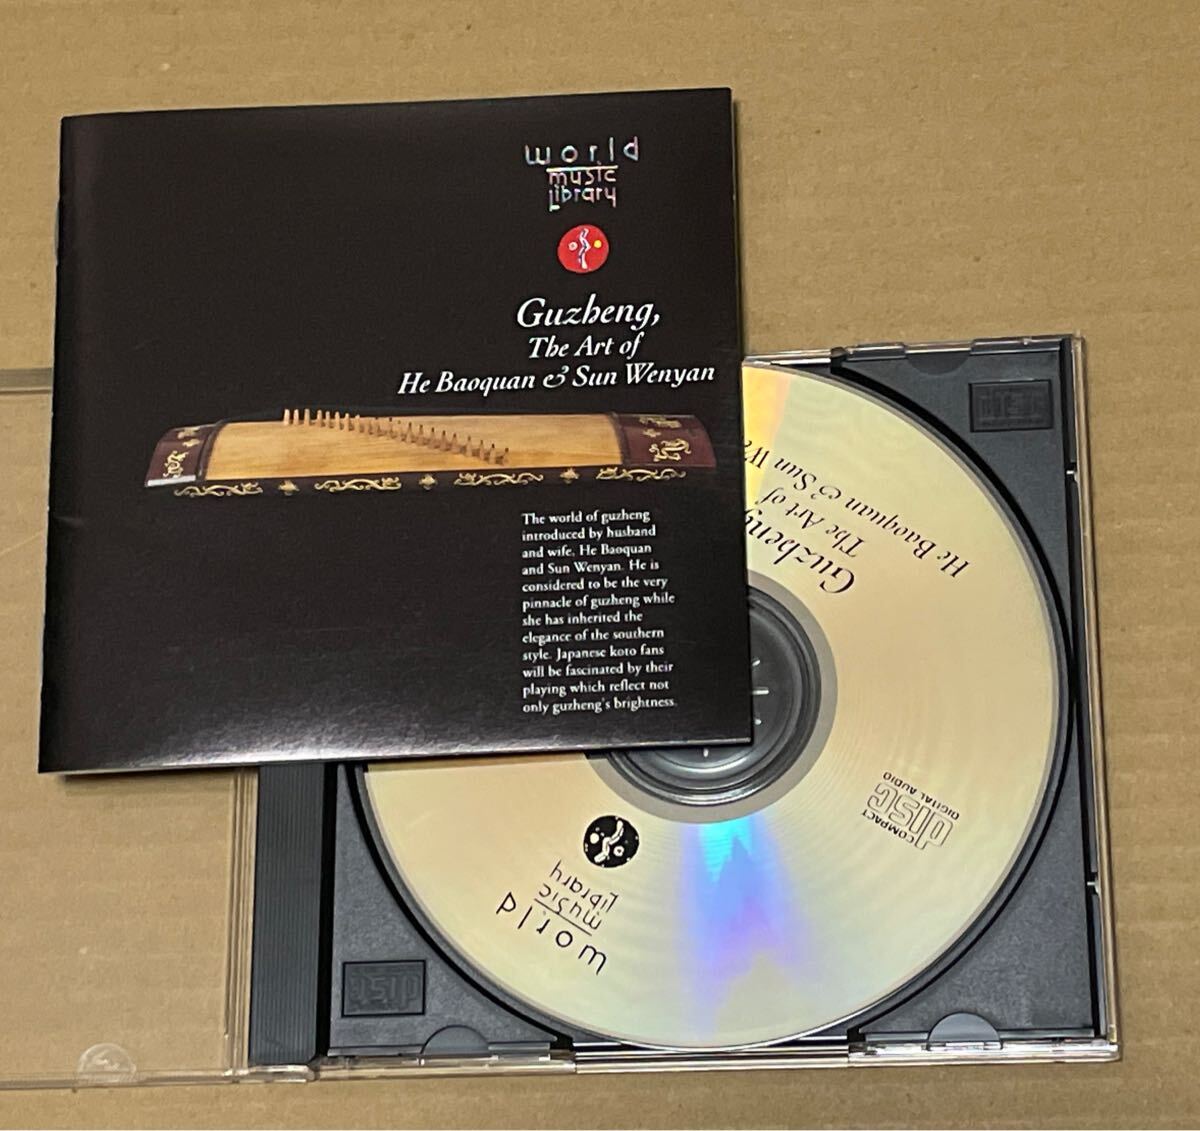 world
music
Library
Guzheng,
The Art of
He Baoquan & Sun Wenyan
The world of guzheng
introduced by husband
and wife, He Baoquan
and Sun Wenyan. He is
considered to be the very
pinnacle of guzheng while
she has inherited the
elegance of the southern
style. Japanese koto fans
will be fascinated by their
playing which reflect not
only guzheng's brightness
Guzheng
The Art of
He Baoquan & Sun W
COMPACT
disc
DIGITAL AUDIO
world
music
Library
disc
disc